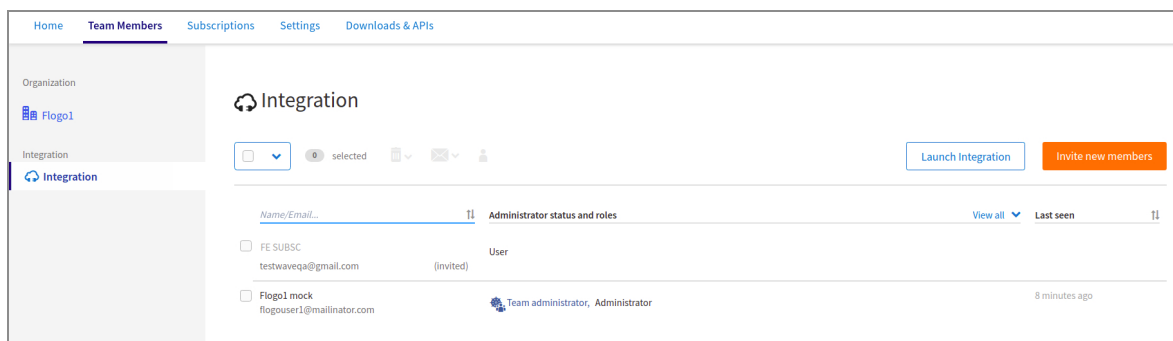 Home Team Members Subscriptions Settings Downloads & APIs
Organization
Flogo1
Integration
Integration
Integration
0 selected
Launch Integration Invite new members
Name/Email... Administrator status and roles View all Last seen
FE SUBSC
User
testwaveqa@gmail.com (invited)
Flogo1 mock
Team administrator, Administrator
8 minutes ago
flogouser1@mailinator.com